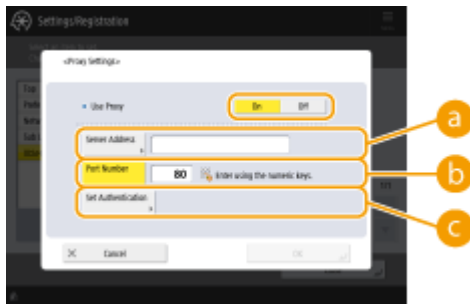 Settings/Registration
<Proxy Settings>
Use Proxy
On
Off
Server Address
a
Port Number
80
Enter using the numeric keys.
b
Set Authentication
c
Cancel
OK